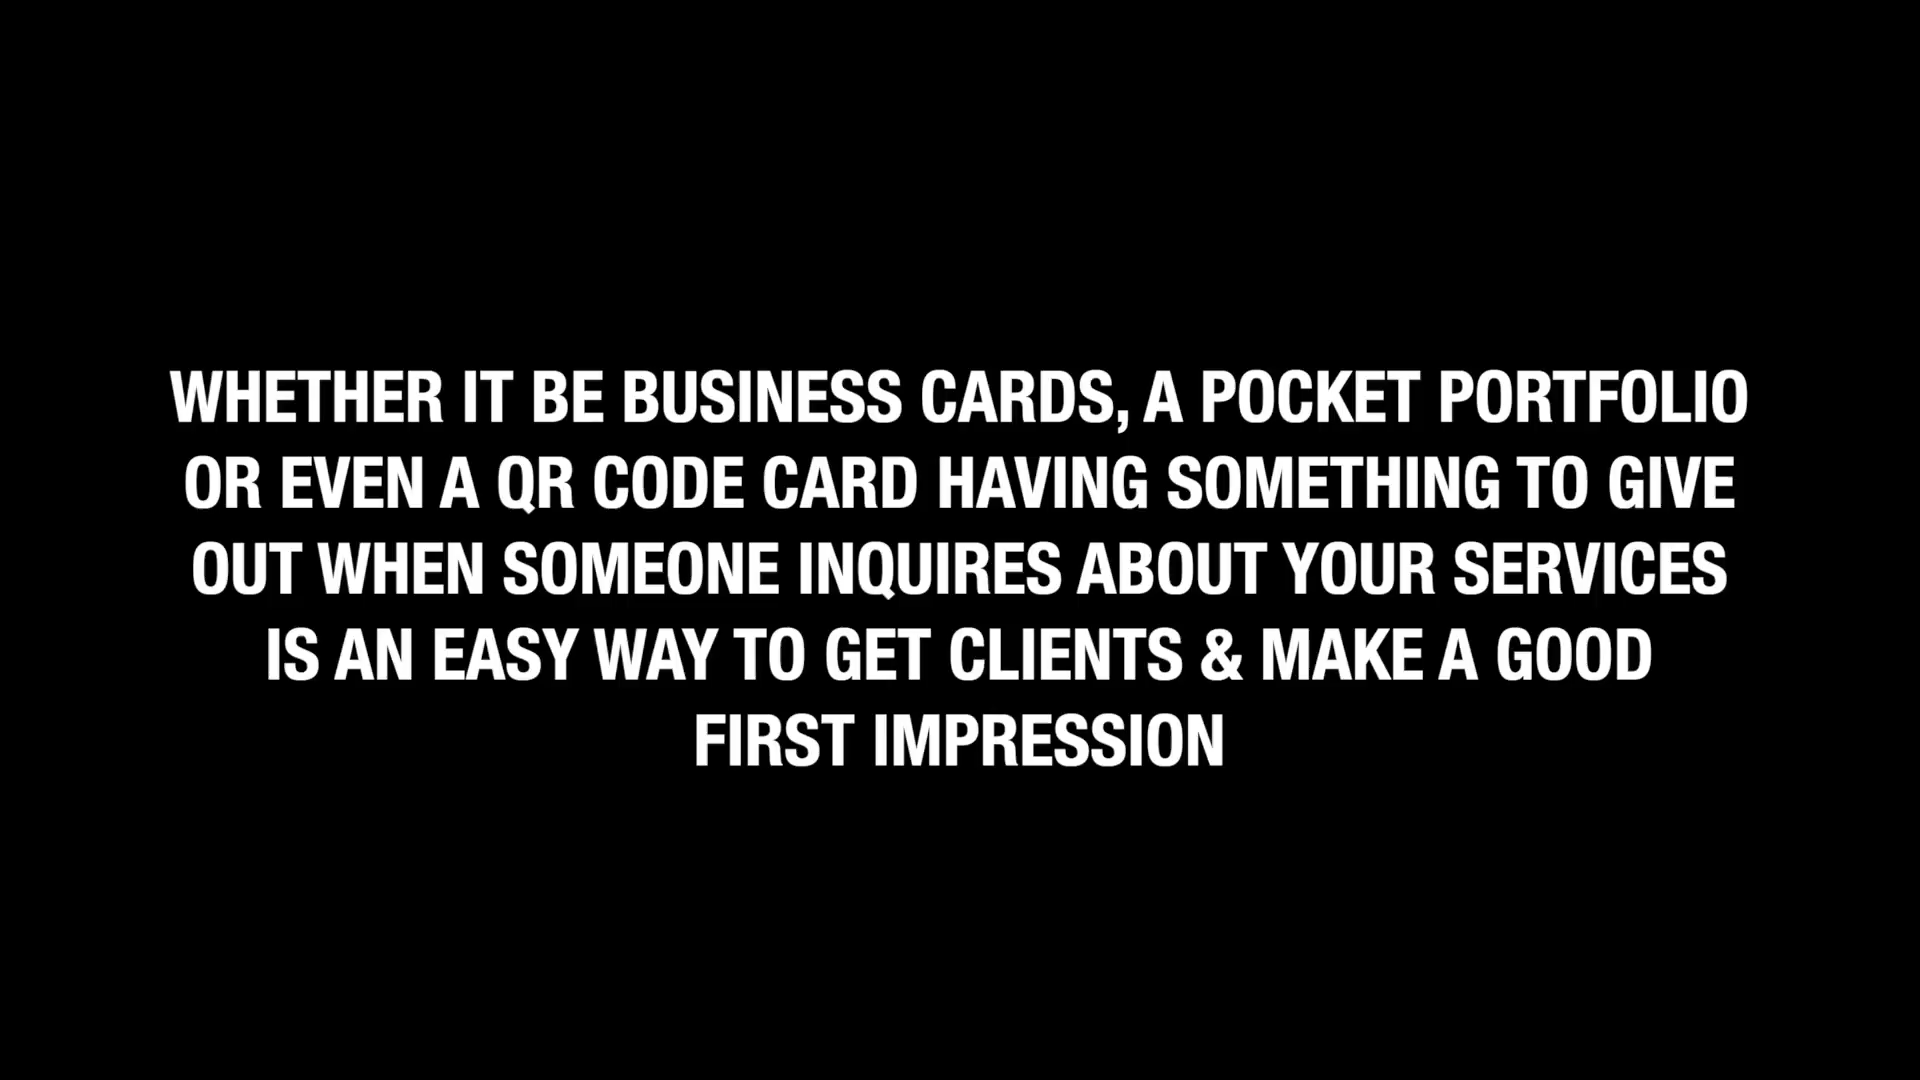 WHETHER IT BE BUSINESS CARDS, A POCKET PORTFOLIO
OR EVEN A QR CODE CARD HAVING SOMETHING TO GIVE
OUT WHEN SOMEONE INQUIRES ABOUT YOUR SERVICES
IS AN EASY WAY TO GET CLIENTS & MAKE A GOOD
FIRST IMPRESSION